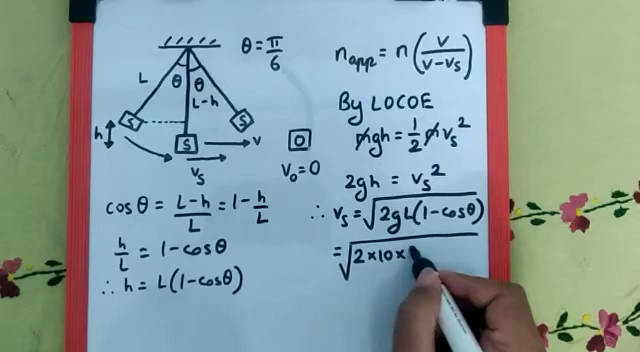 θ = π/6
L
θ
θ
L-h
h
S
S
S
v
v_s
O
v_o = 0
cosθ = (L-h)/L = 1 - h/L
h/L = 1 - cosθ
∴ h = L(1-cosθ)
n_app = n(v/(v-v_s))
By LOCOE
mgh = 1/2 m v_s²
2gh = v_s²
∴ v_s = √(2gL(1-cosθ))
= √(2×10×